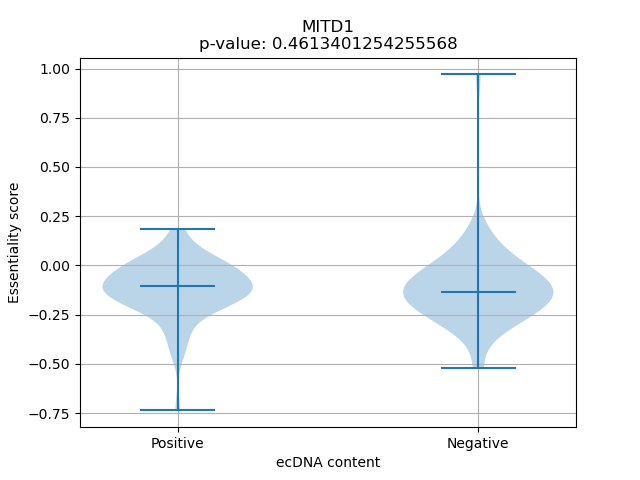 MITD1
p-value: 0.4613401254255568
1.00
0.75
0.50
0.25
0.00
−0.25
−0.50
−0.75
Essentiality score
Positive
Negative
ecDNA content